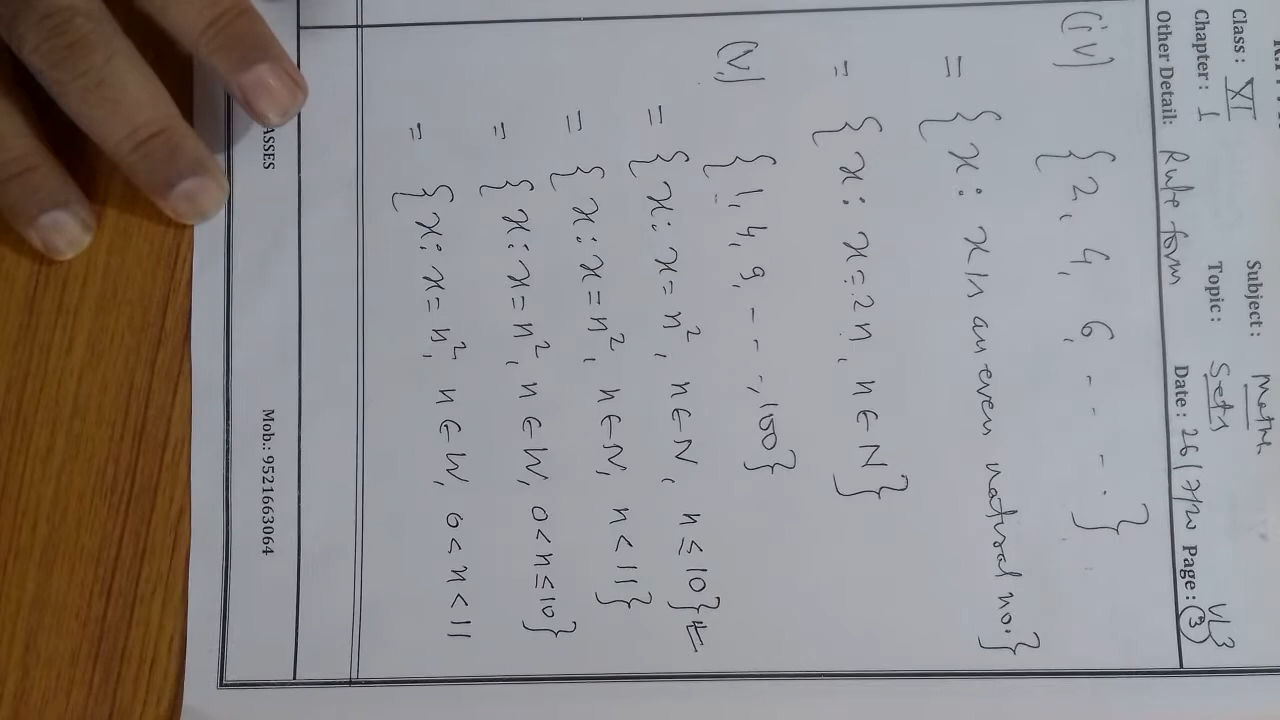 Class : XI Subject : Maths VL3
Chapter : 1 Topic : Sets
Other Detail: Rule form Date : 26/7/20 Page : 3
(iv) {2, 4, 6, - - - . }
= {x : x is an even natural no.}
= {x : x = 2n, n ∈ N}
(v) {1, 4, 9, - - -, 100}
= {x : x = n², n ∈ N, n ≤ 10} ←
= {x : x = n², n ∈ N, n < 11}
= {x : x = n², n ∈ W, 0 < n ≤ 10}
= {x : x = n², n ∈ W, 0 < n < 11
ASSES Mob.: 9521663064